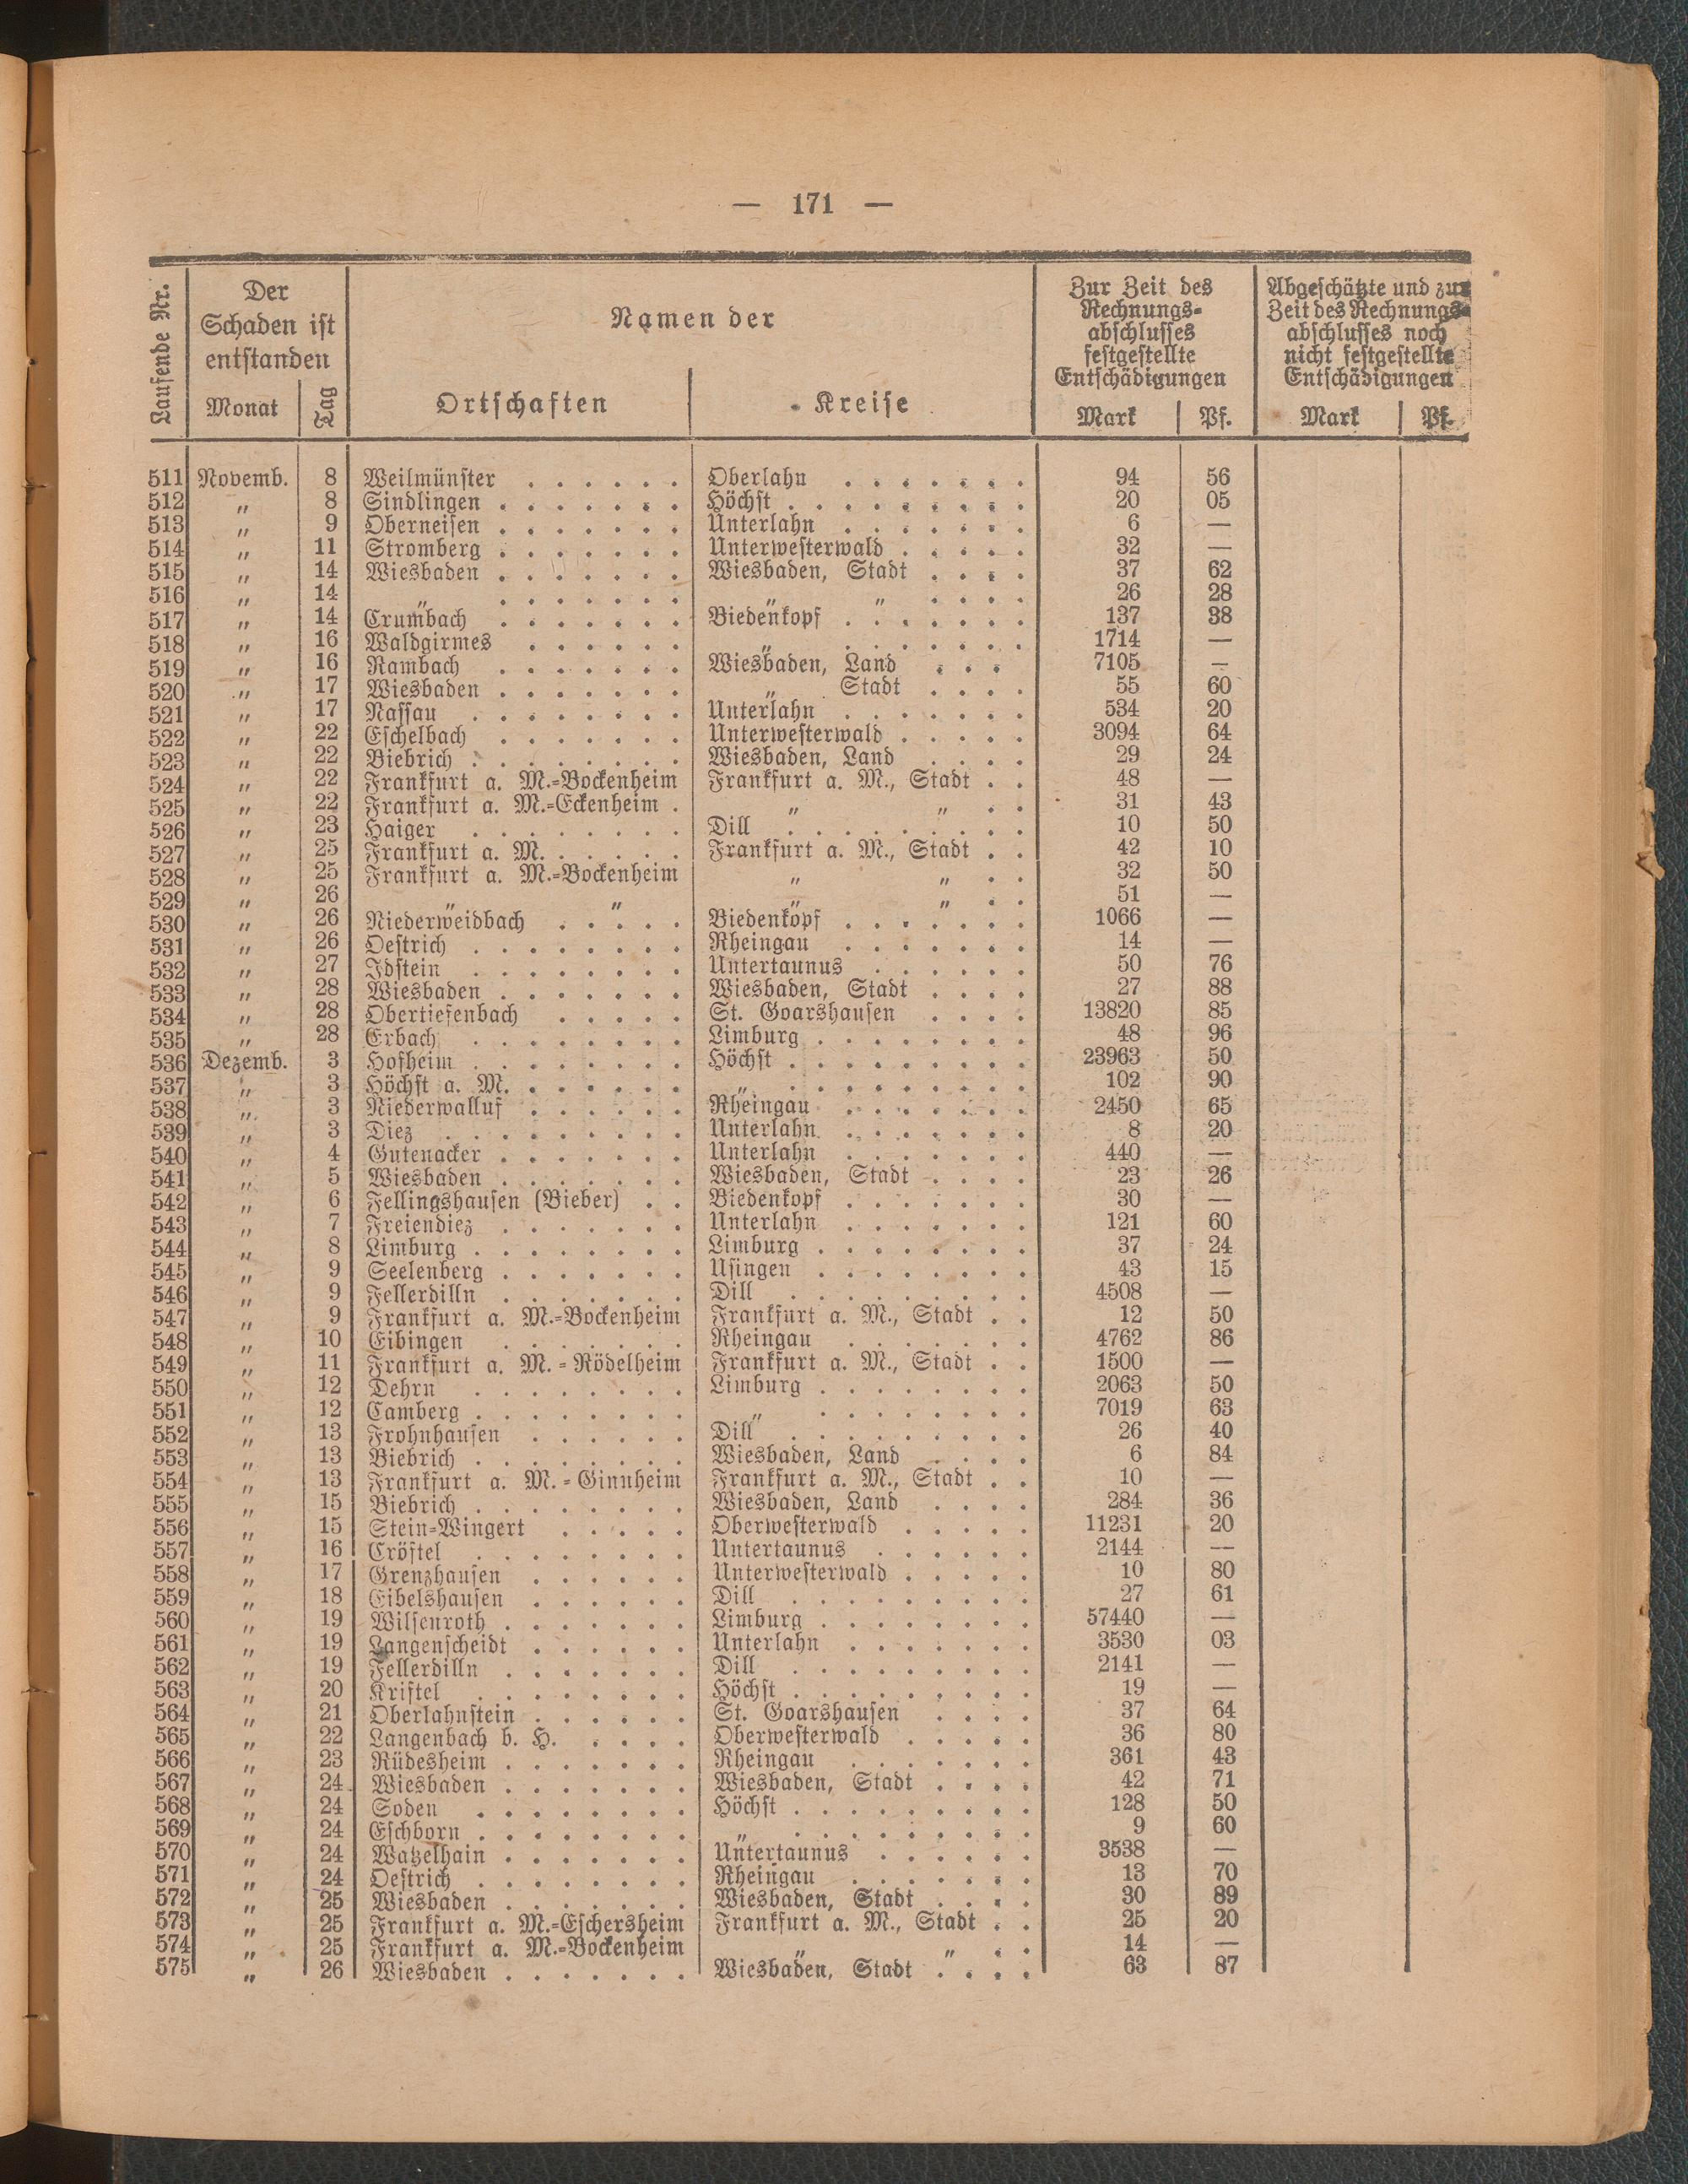 — 171 —
Laufende Nr.
Der Schaden ist entstanden
Monat
Tag
Namen der
Ortschaften
Kreise
Zur Zeit des Rechnungs-abschlusses festgestellte Entschädigungen
Mark
Pf.
Abgeschätzte und zur Zeit des Rechnungs-abschlusses noch nicht festgestellte Entschädigungen
Mark
Pf.
511 Novemb. 8 Weilmünster . . . . . . Oberlahn . . . . . . . 94 56
512 " 8 Sindlingen . . . . . . . Höchst . . . . . . . . . 20 05
513 " 9 Oberneisen . . . . . . . Unterlahn . . . . . . . 6 —
514 " 11 Stromberg . . . . . . . Unterwesterwald . . . . . 32 —
515 " 14 Wiesbaden . . . . . . . Wiesbaden, Stadt . . . . 37 62
516 " 14 " . . . . . . . " " . . . . 26 28
517 " 14 Crumbach . . . . . . . Biedenkopf . . . . . . . 137 38
518 " 16 Waldgirmes . . . . . . " . . . . . . . 1714 —
519 " 16 Rambach . . . . . . . Wiesbaden, Land . . . 7105 —
520 " 17 Wiesbaden . . . . . . . " Stadt . . . . 55 60
521 " 17 Nassau . . . . . . . . Unterlahn . . . . . . . 534 20
522 " 22 Eschelbach . . . . . . . Unterwesterwald . . . . . 3094 64
523 " 22 Biebrich . . . . . . . . Wiesbaden, Land . . . . 29 24
524 " 22 Frankfurt a. M.-Bockenheim Frankfurt a. M., Stadt . . 48 —
525 " 22 Frankfurt a. M.-Eckenheim . " " . . 31 43
526 " 23 Haiger . . . . . . . . Dill . . . . . . . . . 10 50
527 " 25 Frankfurt a. M. . . . . . Frankfurt a. M., Stadt . . 42 10
528 " 25 Frankfurt a. M.-Bockenheim " " . . 32 50
529 " 26 " " " " . . 51 —
530 " 26 Niederweidbach . . . . . Biedenkopf . . . . . . . 1066 —
531 " 26 Oestrich . . . . . . . . Rheingau . . . . . . . 14 —
532 " 27 Idstein . . . . . . . . Untertaunus . . . . . . 50 76
533 " 28 Wiesbaden . . . . . . . Wiesbaden, Stadt . . . . 27 88
534 " 28 Obertiefenbach . . . . . St. Goarshausen . . . . 13820 85
535 " 28 Erbach . . . . . . . . Limburg . . . . . . . . 48 96
536 Dezemb. 3 Hofheim . . . . . . . . Höchst . . . . . . . . . 23963 50
537 " 3 Höchst a. M. . . . . . . " . . . . . . . . . 102 90
538 " 3 Niederwalluf . . . . . . Rheingau . . . . . . . 2450 65
539 " 3 Diez . . . . . . . . . Unterlahn . . . . . . . 8 20
540 " 4 Gutenacker . . . . . . . Unterlahn . . . . . . . 440 —
541 " 5 Wiesbaden . . . . . . . Wiesbaden, Stadt . . . . 23 26
542 " 6 Fellingshausen (Bieber) . . Biedenkopf . . . . . . . 30 —
543 " 7 Freiendiez . . . . . . . Unterlahn . . . . . . . 121 60
544 " 8 Limburg . . . . . . . . Limburg . . . . . . . . 37 24
545 " 9 Seelenberg . . . . . . . Usingen . . . . . . . . 43 15
546 " 9 Fellerdilln . . . . . . . Dill . . . . . . . . . 4508 —
547 " 9 Frankfurt a. M.-Bockenheim Frankfurt a. M., Stadt . . 12 50
548 " 10 Eibingen . . . . . . . Rheingau . . . . . . . 4762 86
549 " 11 Frankfurt a. M.-Rödelheim Frankfurt a. M., Stadt . . 1500 —
550 " 12 Dehrn . . . . . . . . Limburg . . . . . . . . 2063 50
551 " 12 Camberg . . . . . . . . " . . . . . . . . 7019 63
552 " 13 Frohnhausen . . . . . . Dill . . . . . . . . . 26 40
553 " 13 Biebrich . . . . . . . . Wiesbaden, Land . . . . 6 84
554 " 13 Frankfurt a. M.-Ginnheim Frankfurt a. M., Stadt . . 10 —
555 " 15 Biebrich . . . . . . . . Wiesbaden, Land . . . . 284 36
556 " 15 Stein-Wingert . . . . . Oberwesterwald . . . . . 11231 20
557 " 16 Cröftel . . . . . . . . Untertaunus . . . . . . 2144 —
558 " 17 Grenzhausen . . . . . . Unterwesterwald . . . . . 10 80
559 " 18 Eibelshausen . . . . . . Dill . . . . . . . . . 27 61
560 " 19 Wilsenroth . . . . . . . Limburg . . . . . . . . 57440 —
561 " 19 Langenscheidt . . . . . . Unterlahn . . . . . . . 3530 03
562 " 19 Fellerdilln . . . . . . . Dill . . . . . . . . . 2141 —
563 " 20 Kriftel . . . . . . . . Höchst . . . . . . . . . 19 —
564 " 21 Oberlahnstein . . . . . . St. Goarshausen . . . . 37 64
565 " 22 Langenbach b. H. . . . . Oberwesterwald . . . . . 36 80
566 " 23 Rüdesheim . . . . . . . Rheingau . . . . . . . 361 43
567 " 24 Wiesbaden . . . . . . . Wiesbaden, Stadt . . . . 42 71
568 " 24 Soden . . . . . . . . Höchst . . . . . . . . . 128 50
569 " 24 Eschborn . . . . . . . . " . . . . . . . . . 9 60
570 " 24 Watzelhain . . . . . . . Untertaunus . . . . . . 3538 —
571 " 24 Oestrich . . . . . . . . Rheingau . . . . . . . 13 70
572 " 25 Wiesbaden . . . . . . . Wiesbaden, Stadt . . . . 30 89
573 " 25 Frankfurt a. M.-Eschersheim Frankfurt a. M., Stadt . . 25 20
574 " 25 Frankfurt a. M.-Bockenheim " " . . 14 —
575 " 26 Wiesbaden . . . . . . . Wiesbaden, Stadt . . . . 63 87